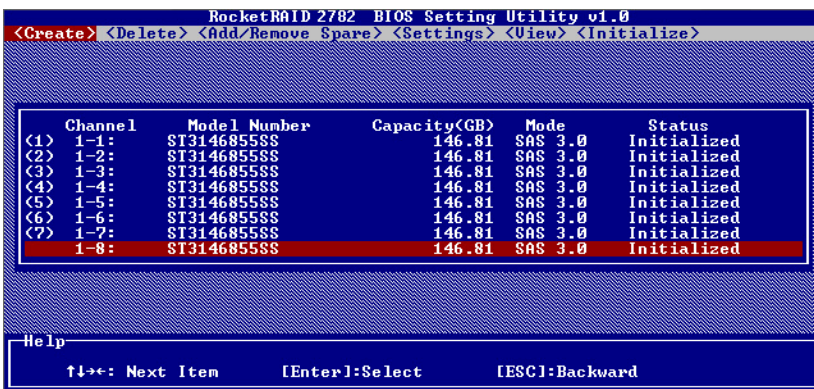 RocketRAID 2782 BIOS Setting Utility v1.0
<Create> <Delete> <Add/Remove Spare> <Settings> <View> <Initialize>
Channel Model Number Capacity(GB) Mode Status
(1) 1-1: ST3146855SS 146.81 SAS 3.0 Initialized
(2) 1-2: ST3146855SS 146.81 SAS 3.0 Initialized
(3) 1-3: ST3146855SS 146.81 SAS 3.0 Initialized
(4) 1-4: ST3146855SS 146.81 SAS 3.0 Initialized
(5) 1-5: ST3146855SS 146.81 SAS 3.0 Initialized
(6) 1-6: ST3146855SS 146.81 SAS 3.0 Initialized
(7) 1-7: ST3146855SS 146.81 SAS 3.0 Initialized
1-8: ST3146855SS 146.81 SAS 3.0 Initialized
Help
↑↓→←: Next Item [Enter]:Select [ESC]:Backward